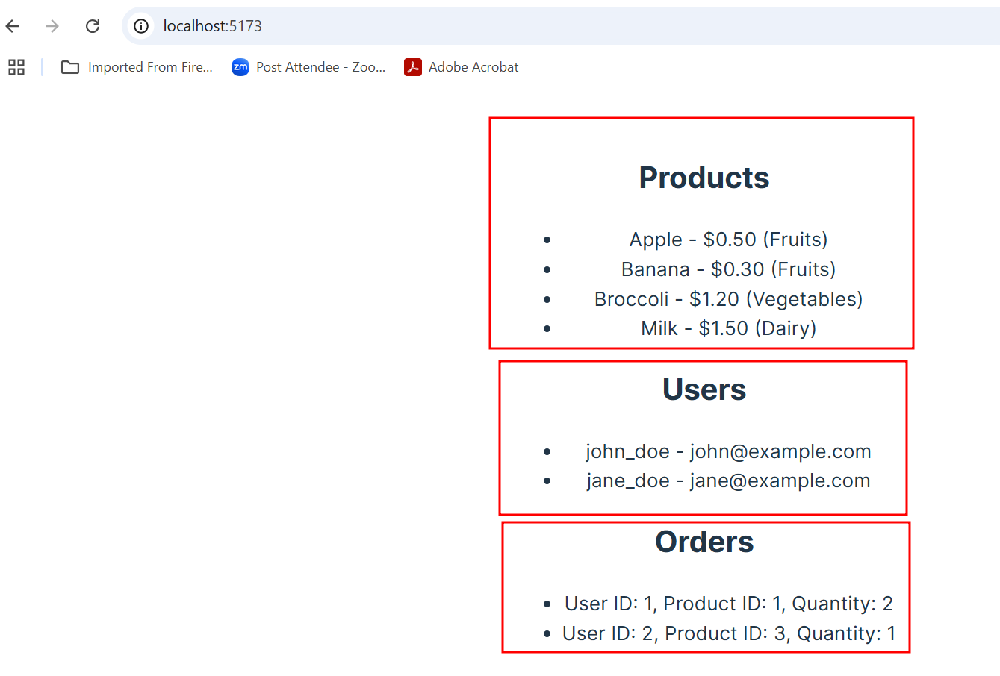 localhost:5173
Imported From Fire...
zm Post Attendee - Zoo...
Adobe Acrobat
Products
• Apple - $0.50 (Fruits)
• Banana - $0.30 (Fruits)
• Broccoli - $1.20 (Vegetables)
• Milk - $1.50 (Dairy)
Users
• john_doe - john@example.com
• jane_doe - jane@example.com
Orders
• User ID: 1, Product ID: 1, Quantity: 2
• User ID: 2, Product ID: 3, Quantity: 1